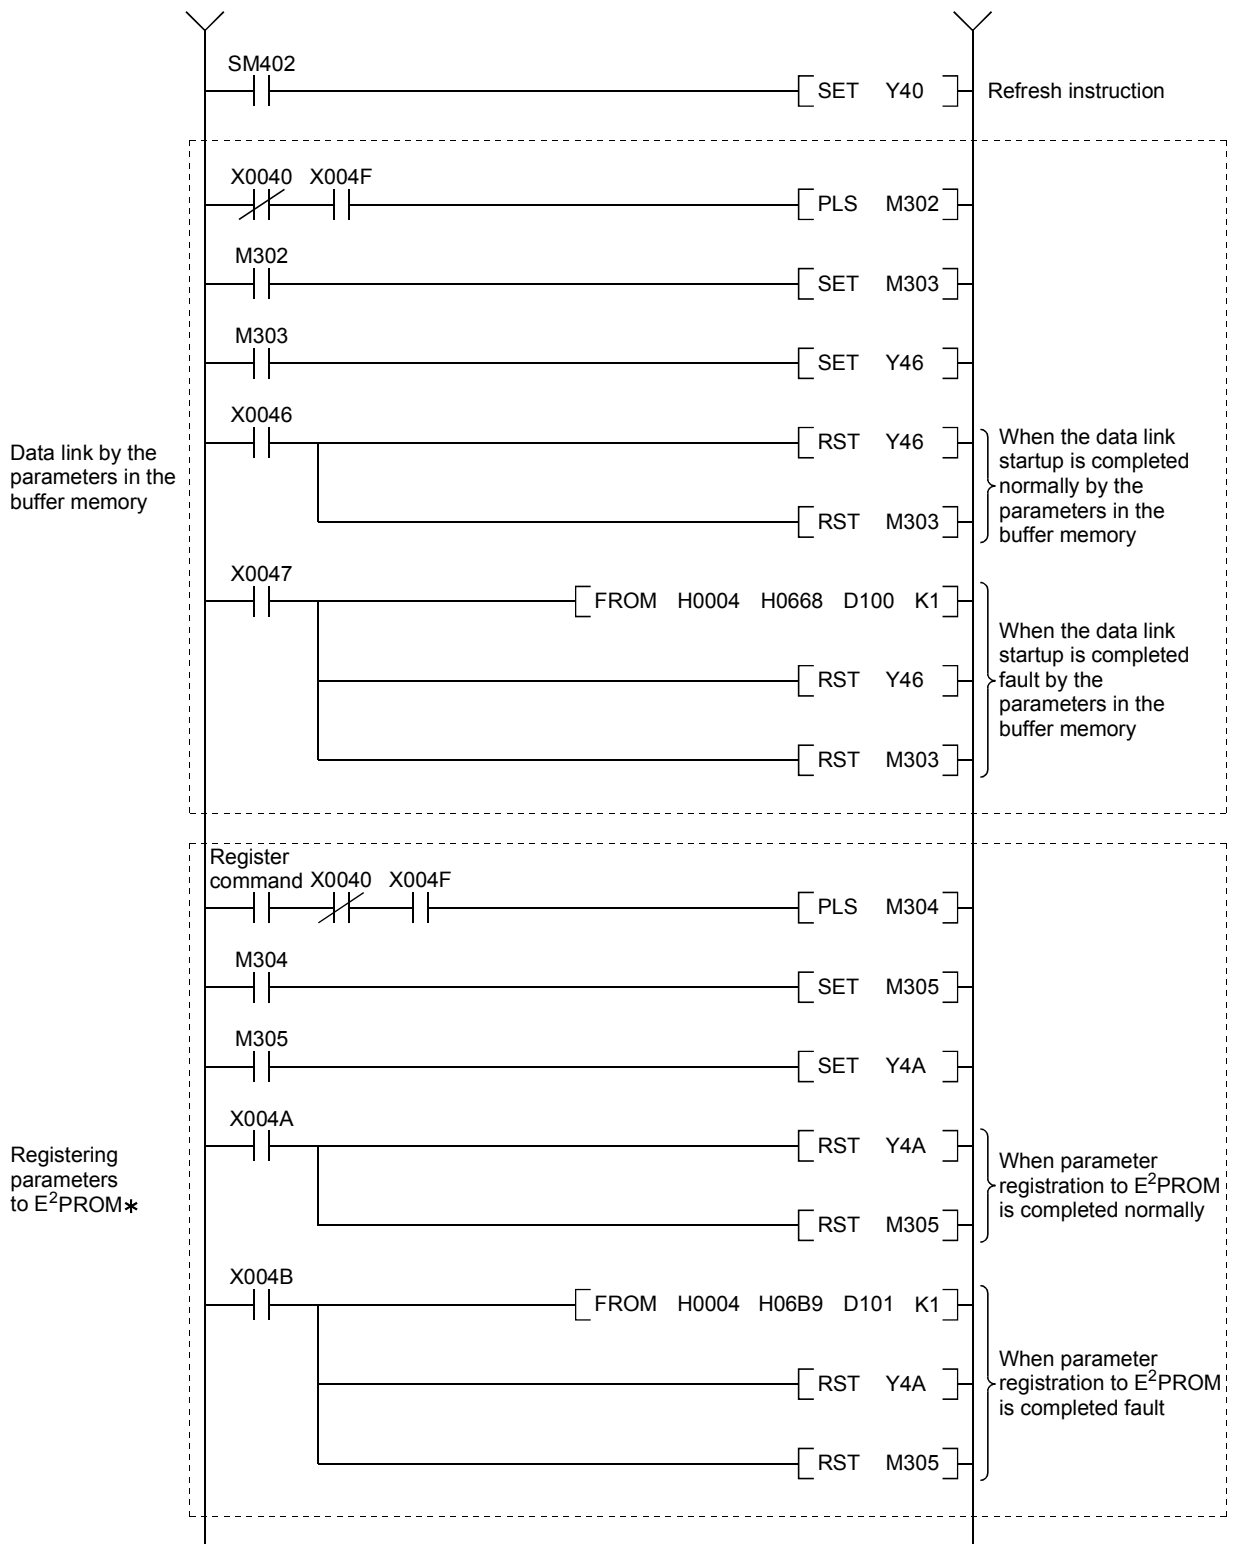 SM402
SET Y40 Refresh instruction
X0040 X004F
PLS M302
M302
SET M303
M303
SET Y46
X0046
RST Y46
RST M303
When the data link
startup is completed
normally by the
parameters in the
buffer memory
Data link by the
parameters in the
buffer memory
X0047
FROM H0004 H0668 D100 K1
RST Y46
RST M303
When the data link
startup is completed
fault by the
parameters in the
buffer memory
Register
command X0040 X004F
PLS M304
M304
SET M305
M305
SET Y4A
X004A
RST Y4A
RST M305
When parameter
registration to E²PROM
is completed normally
Registering
parameters
to E²PROM＊
X004B
FROM H0004 H06B9 D101 K1
RST Y4A
RST M305
When parameter
registration to E²PROM
is completed fault